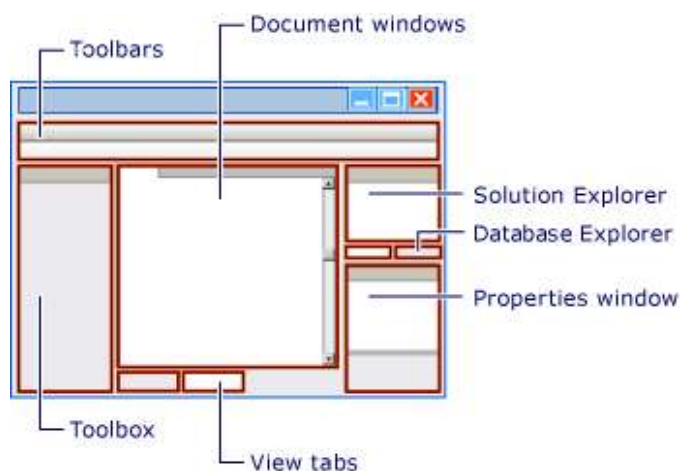 Document windows
Toolbars
Solution Explorer
Database Explorer
Properties window
Toolbox
View tabs